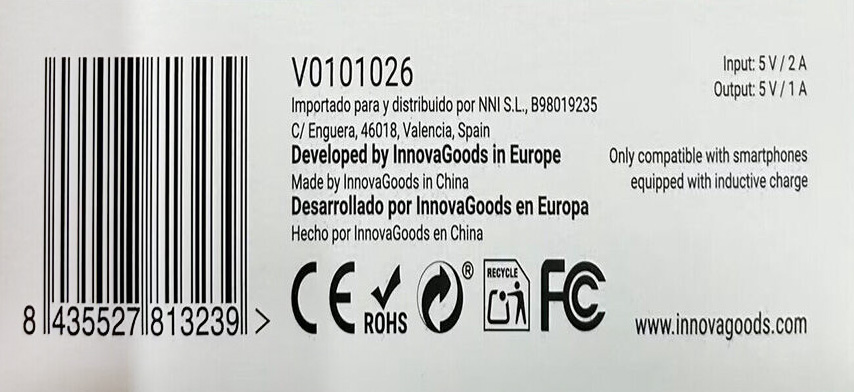 V0101026
Importado para y distribuido por NNI S.L., B98019235
C/ Enguera, 46018, Valencia, Spain
Developed by InnovaGoods in Europe
Made by InnovaGoods in China
Desarrollado por InnovaGoods en Europa
Hecho por InnovaGoods en China
Input: 5 V / 2 A
Output: 5 V / 1 A
Only compatible with smartphones
equipped with inductive charge
CE ROHS ® RECYCLE FC
8 435527 813239 >
www.innovagoods.com